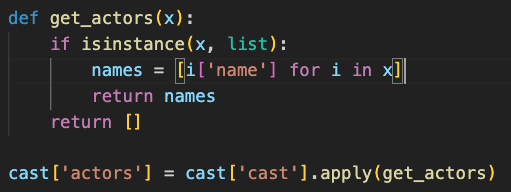 def get_actors(x):
    if isinstance(x, list):
        names = [i['name'] for i in x]
        return names
    return []

cast['actors'] = cast['cast'].apply(get_actors)